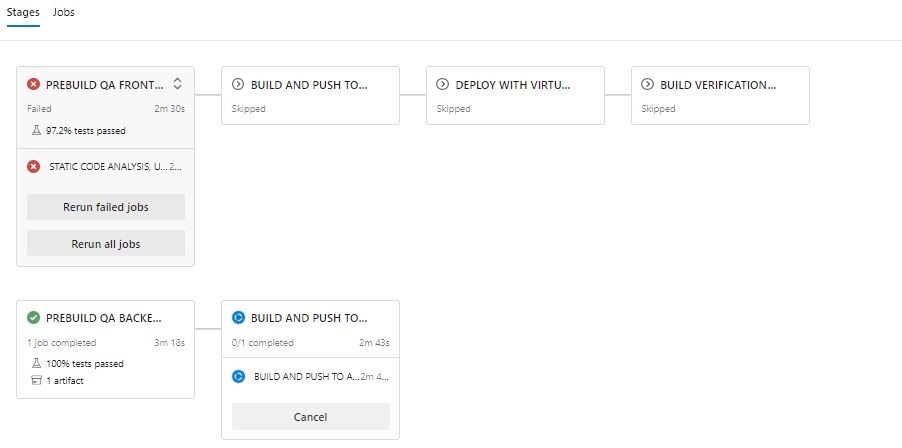 Stages Jobs
PREBUILD QA FRONT... BUILD AND PUSH TO... DEPLOY WITH VIRTU... BUILD VERIFICATION...
Failed 2m 30s Skipped Skipped Skipped
97.2% tests passed
STATIC CODE ANALYSIS, U... 2...
Rerun failed jobs
Rerun all jobs
PREBUILD QA BACKE... BUILD AND PUSH TO...
1 job completed 3m 18s 0/1 completed 2m 43s
100% tests passed
1 artifact
BUILD AND PUSH TO A... 2m 4...
Cancel